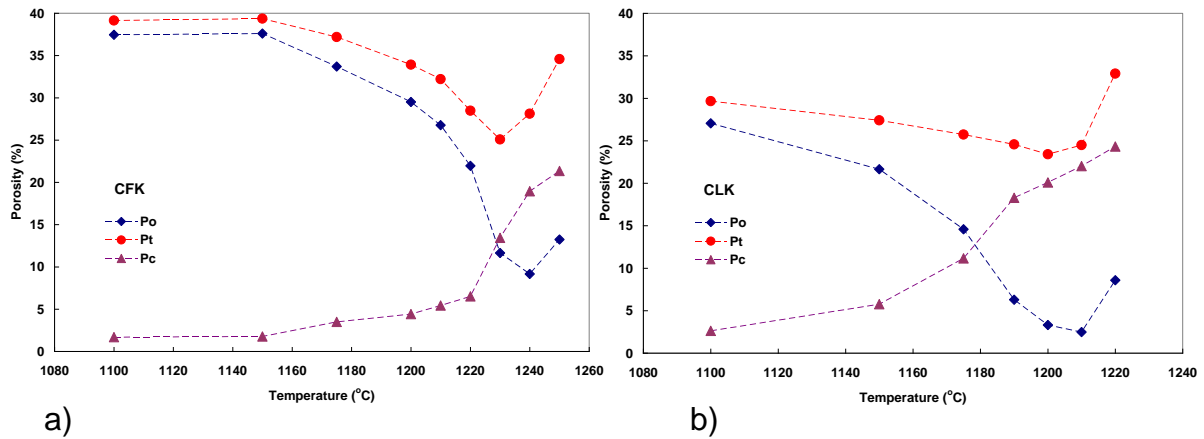 40
35
30
25
20
15
10
5
0
Porosity (%)
CFK
Po
Pt
Pc
1080 1100 1120 1140 1160 1180 1200 1220 1240 1260
Temperature (°C)
a)
40
35
30
25
20
15
10
5
0
Porosity (%)
CLK
Po
Pt
Pc
1080 1100 1120 1140 1160 1180 1200 1220 1240
Temperature (°C)
b)